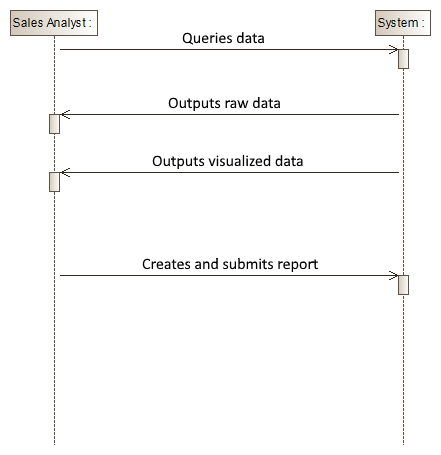 Sales Analyst :
System :
Queries data
Outputs raw data
Outputs visualized data
Creates and submits report